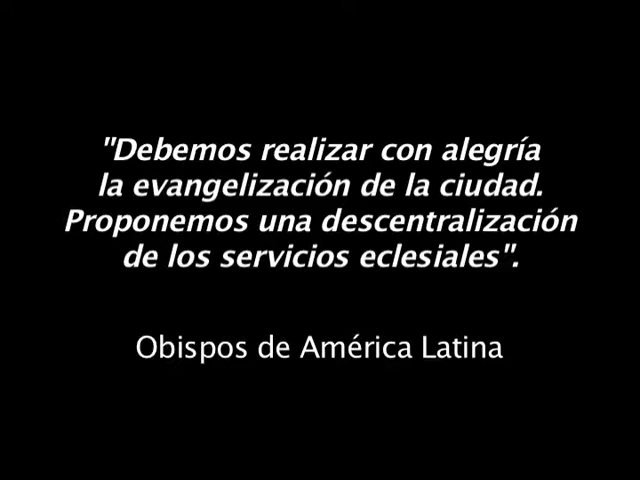 "Debemos realizar con alegría
la evangelización de la ciudad.
Proponemos una descentralización
de los servicios eclesiales".
Obispos de América Latina